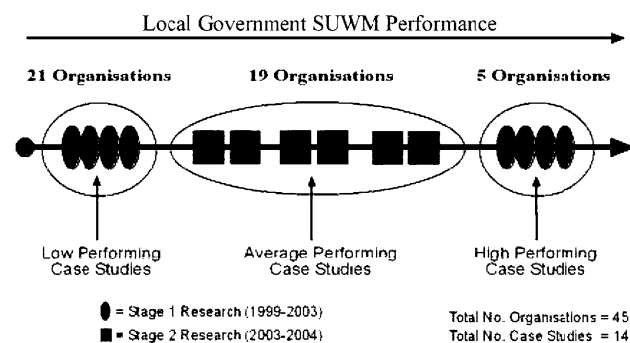 Local Government SUWM Performance
21 Organisations 19 Organisations 5 Organisations
Low Performing
Case Studies
Average Performing
Case Studies
High Performing
Case Studies
= Stage 1 Research (1999-2003)
= Stage 2 Research (2003-2004)
Total No. Organisations = 45
Total No. Case Studies = 14